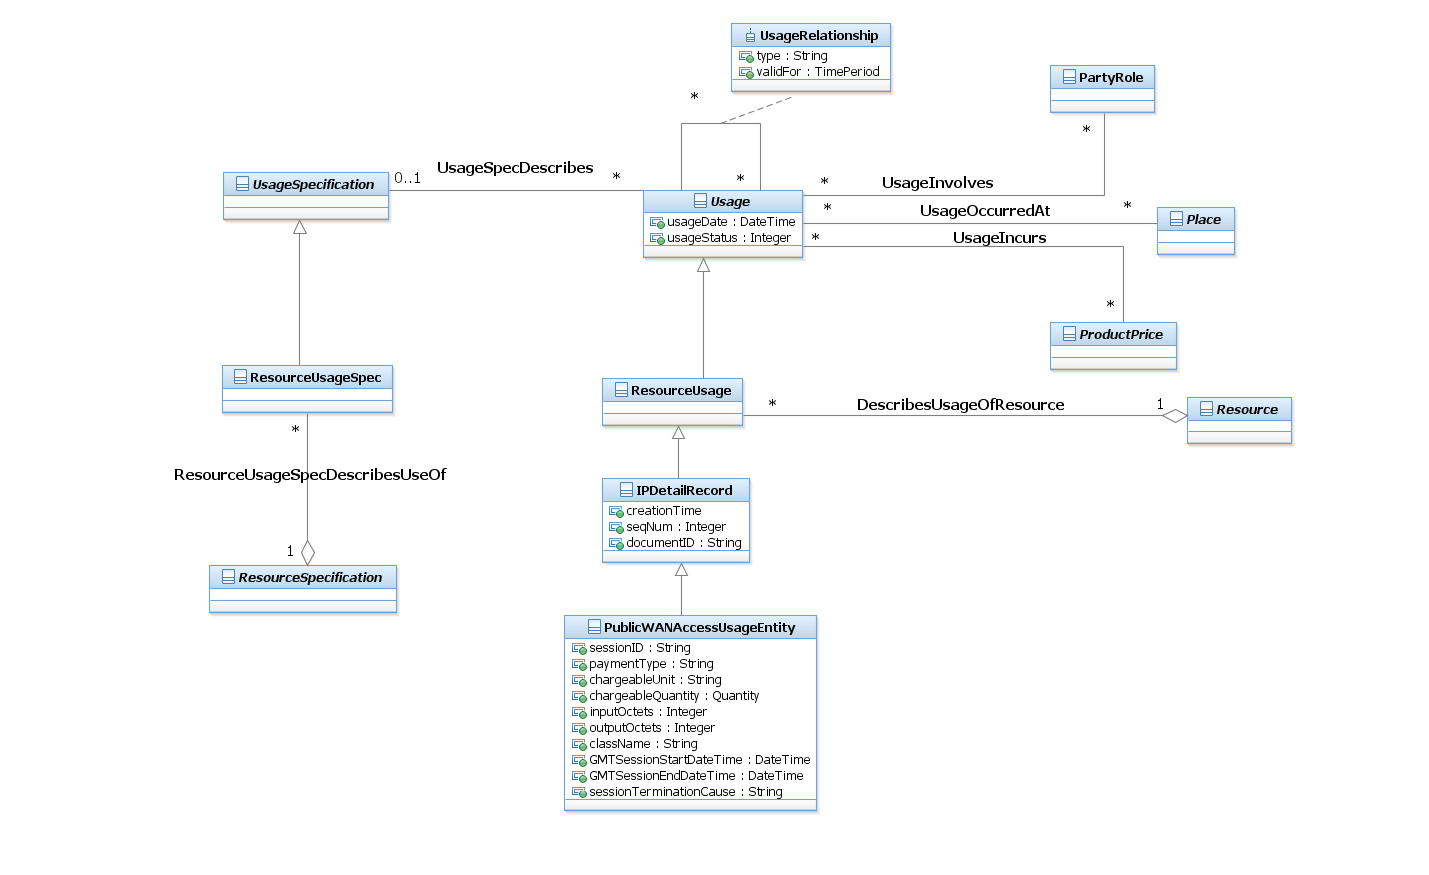 UsageRelationship
type : String
validFor : TimePeriod
*
PartyRole
*
UsageSpecification
0..1
UsageSpecDescribes
*
*
*
UsageInvolves
Usage
usageDate : DateTime
usageStatus : Integer
*
UsageOccurredAt
*
Place
*
UsageIncurs
*
ProductPrice
ResourceUsageSpec
ResourceUsage
*
DescribesUsageOfResource
1
Resource
*
ResourceUsageSpecDescribesUseOf
1
ResourceSpecification
IPDetailRecord
creationTime
seqNum : Integer
documentID : String
PublicWANAccessUsageEntity
sessionID : String
paymentType : String
chargeableUnit : String
chargeableQuantity : Quantity
inputOctets : Integer
outputOctets : Integer
className : String
GMTSessionStartDateTime : DateTime
GMTSessionEndDateTime : DateTime
sessionTerminationCause : String